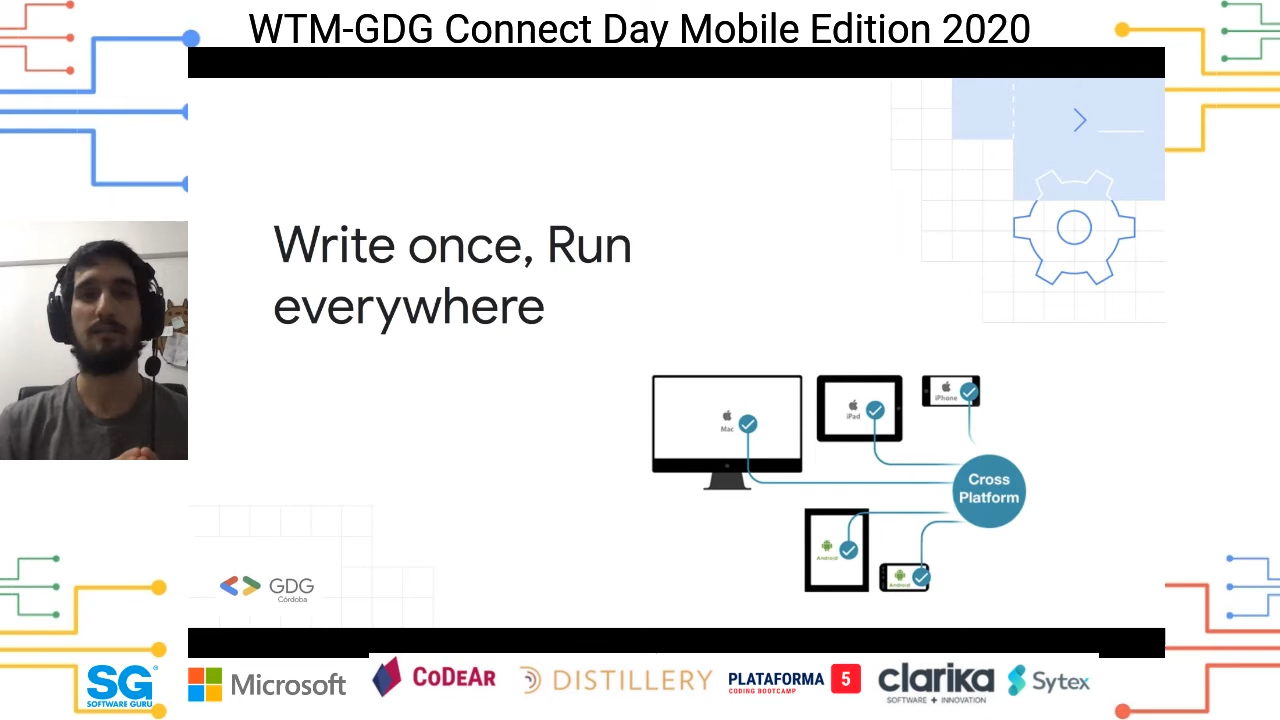 WTM-GDG Connect Day Mobile Edition 2020
Write once, Run
everywhere
Mac
iPad
iPhone
Cross
Platform
Android
Android
GDG
Córdoba
SG
SOFTWARE GURU
Microsoft
CoDeAr
DISTILLERY
PLATAFORMA 5
CODING BOOTCAMP
clarika
SOFTWARE + INNOVATION
Sytex